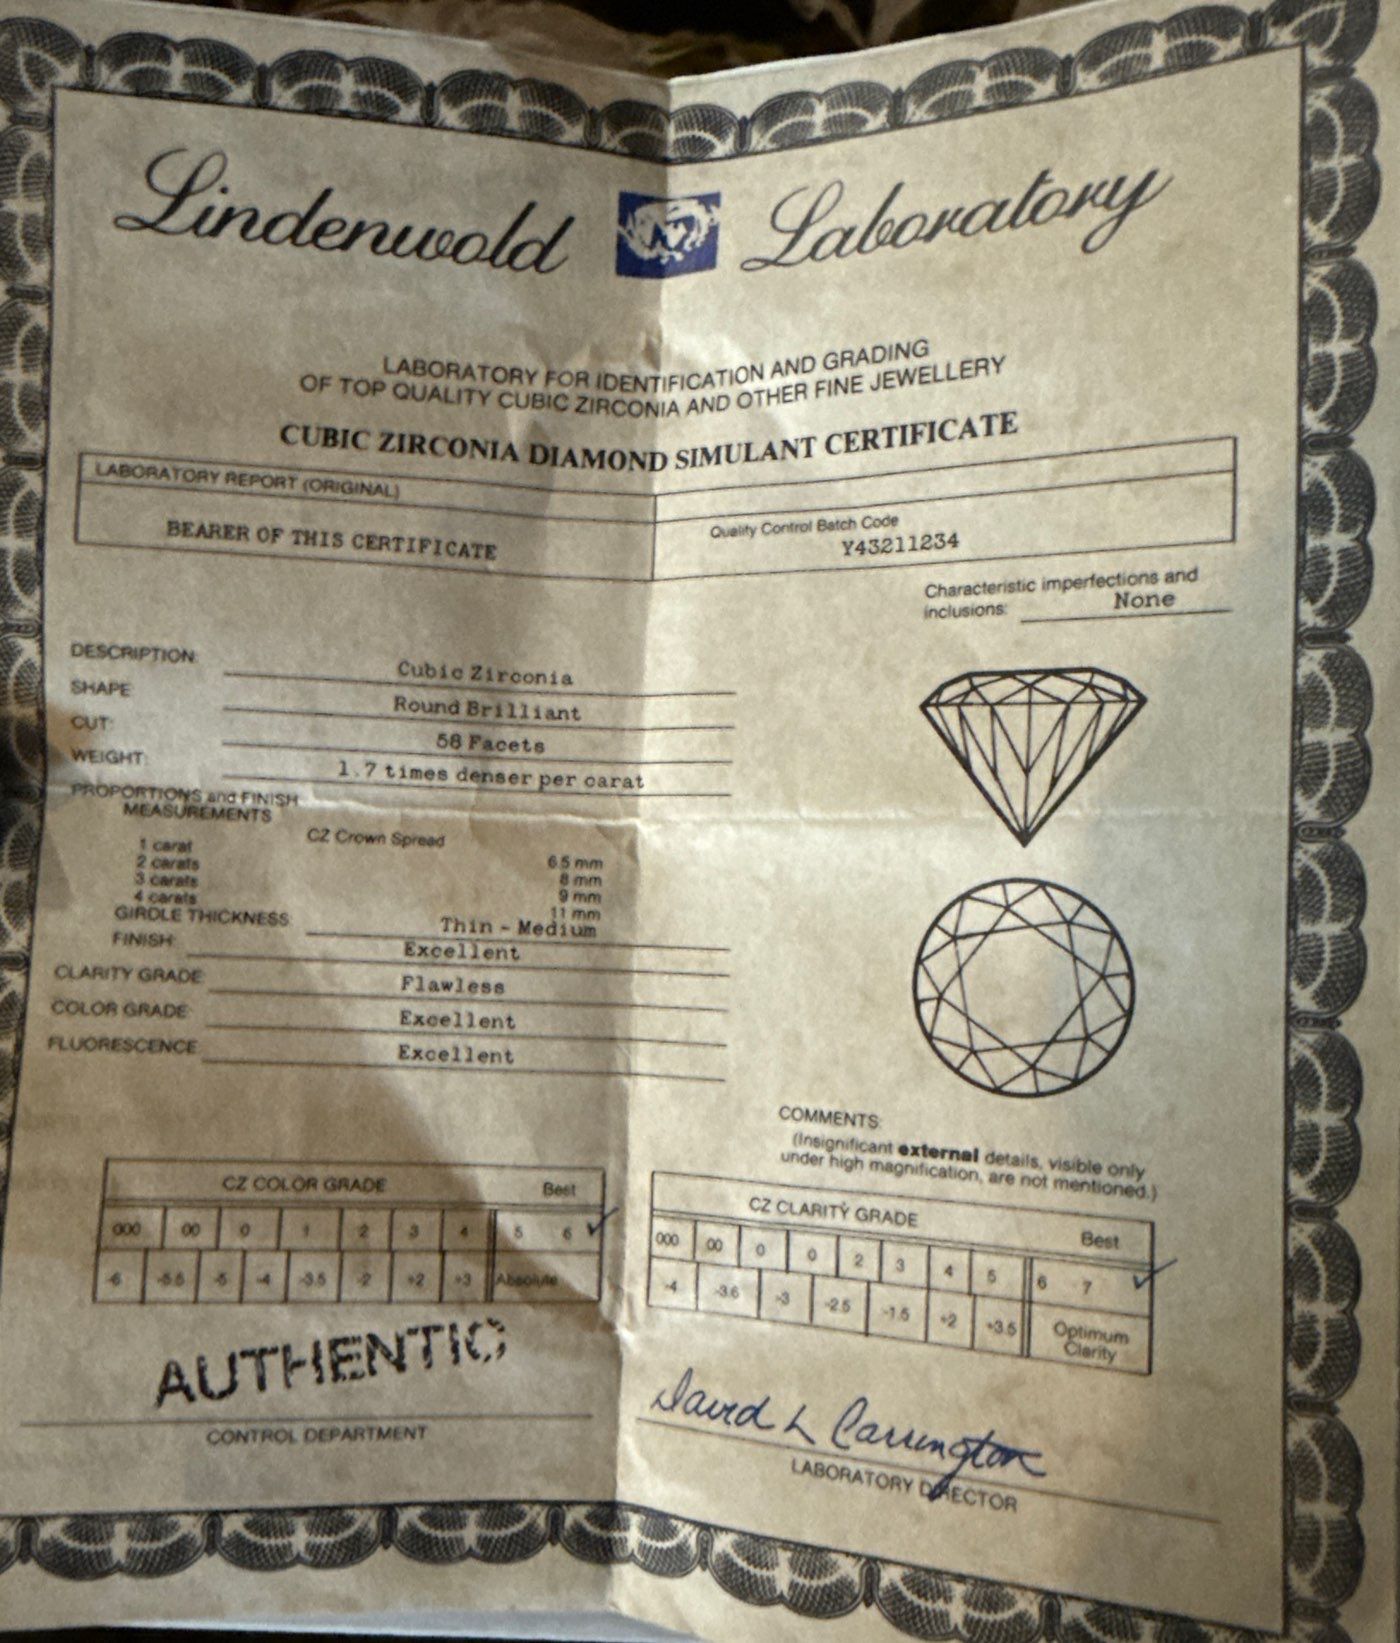 Lindenwold Laboratory
LABORATORY FOR IDENTIFICATION AND GRADING
OF TOP QUALITY CUBIC ZIRCONIA AND OTHER FINE JEWELLERY
CUBIC ZIRCONIA DIAMOND SIMULANT CERTIFICATE
LABORATORY REPORT (ORIGINAL)
BEARER OF THIS CERTIFICATE
Quality Control Batch Code
Y43211234
Characteristic imperfections and
inclusions: None
DESCRIPTION: Cubic Zirconia
SHAPE Round Brilliant
CUT: 58 Facets
WEIGHT: 1.7 times denser per carat
PROPORTIONS and FINISH
MEASUREMENTS
CZ Crown Spread
1 carat 6.5 mm
2 carats 8 mm
3 carats 9 mm
4 carats 11 mm
GIRDLE THICKNESS: Thin - Medium
FINISH: Excellent
CLARITY GRADE: Flawless
COLOR GRADE: Excellent
FLUORESCENCE Excellent
COMMENTS:
(Insignificant external details, visible only
under high magnification, are not mentioned.)
CZ COLOR GRADE Best
000 00 0 1 2 3 4 5 6
-6 -5.5 -5 -4 -3.5 -2 +2 +3 Absolute
CZ CLARITY GRADE Best
000 00 0 0 2 3 4 5 6 7
-4 -3.6 -3 -2.5 -1.5 +2 +3.5 Optimum
Clarity
AUTHENTIC
CONTROL DEPARTMENT
David L Carrington
LABORATORY DIRECTOR